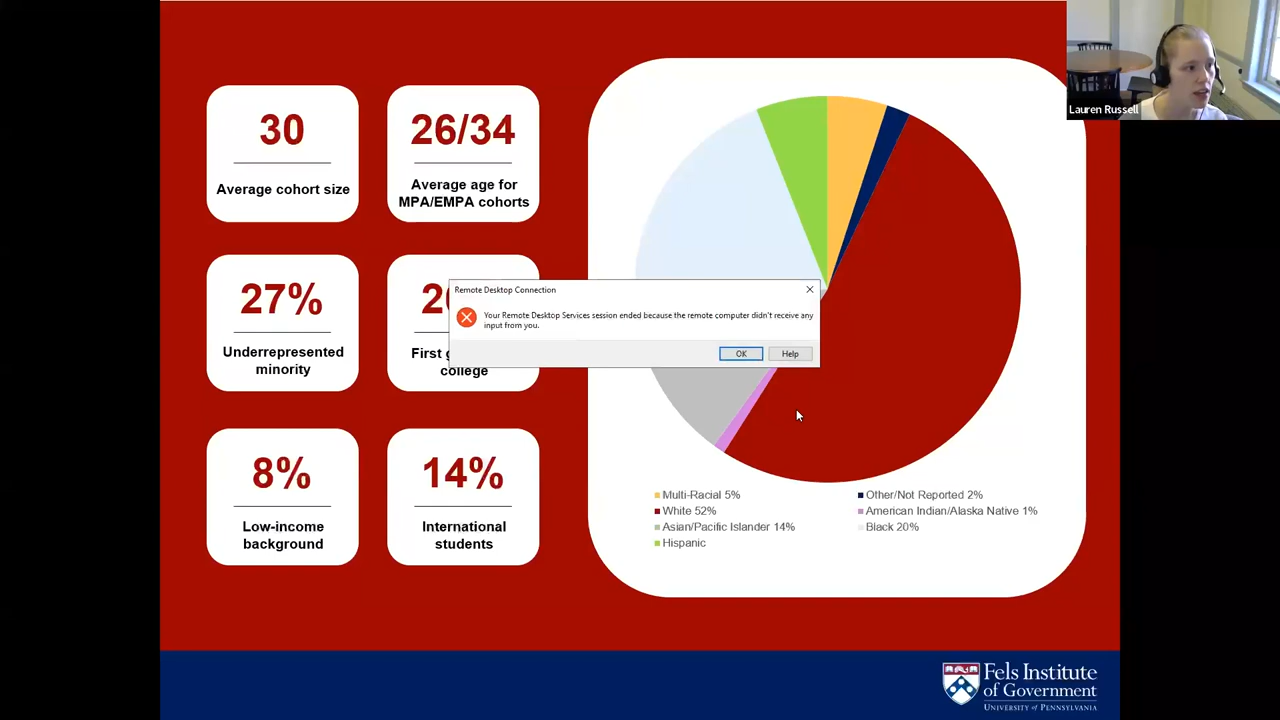 Lauren Russell
30
Average cohort size
26/34
Average age for
MPA/EMPA cohorts
27%
Underrepresented
minority
First
college
8%
Low-income
background
14%
International
students
Remote Desktop Connection
Your Remote Desktop Services session ended because the remote computer didn't receive any
input from you.
OK
Help
Multi-Racial 5%
Other/Not Reported 2%
White 52%
American Indian/Alaska Native 1%
Asian/Pacific Islander 14%
Black 20%
Hispanic
Fels Institute
of Government
UNIVERSITY OF PENNSYLVANIA